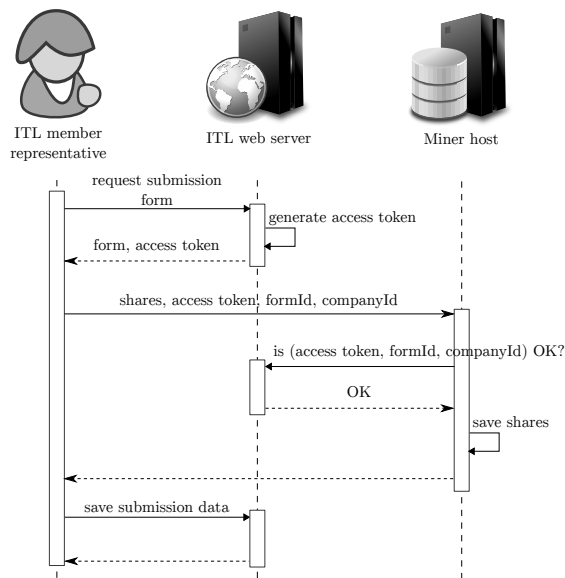 ITL member
representative
ITL web server
Miner host
request submission
form
generate access token
form, access token
shares, access token, formId, companyId
is (access token, formId, companyId) OK?
OK
save shares
save submission data